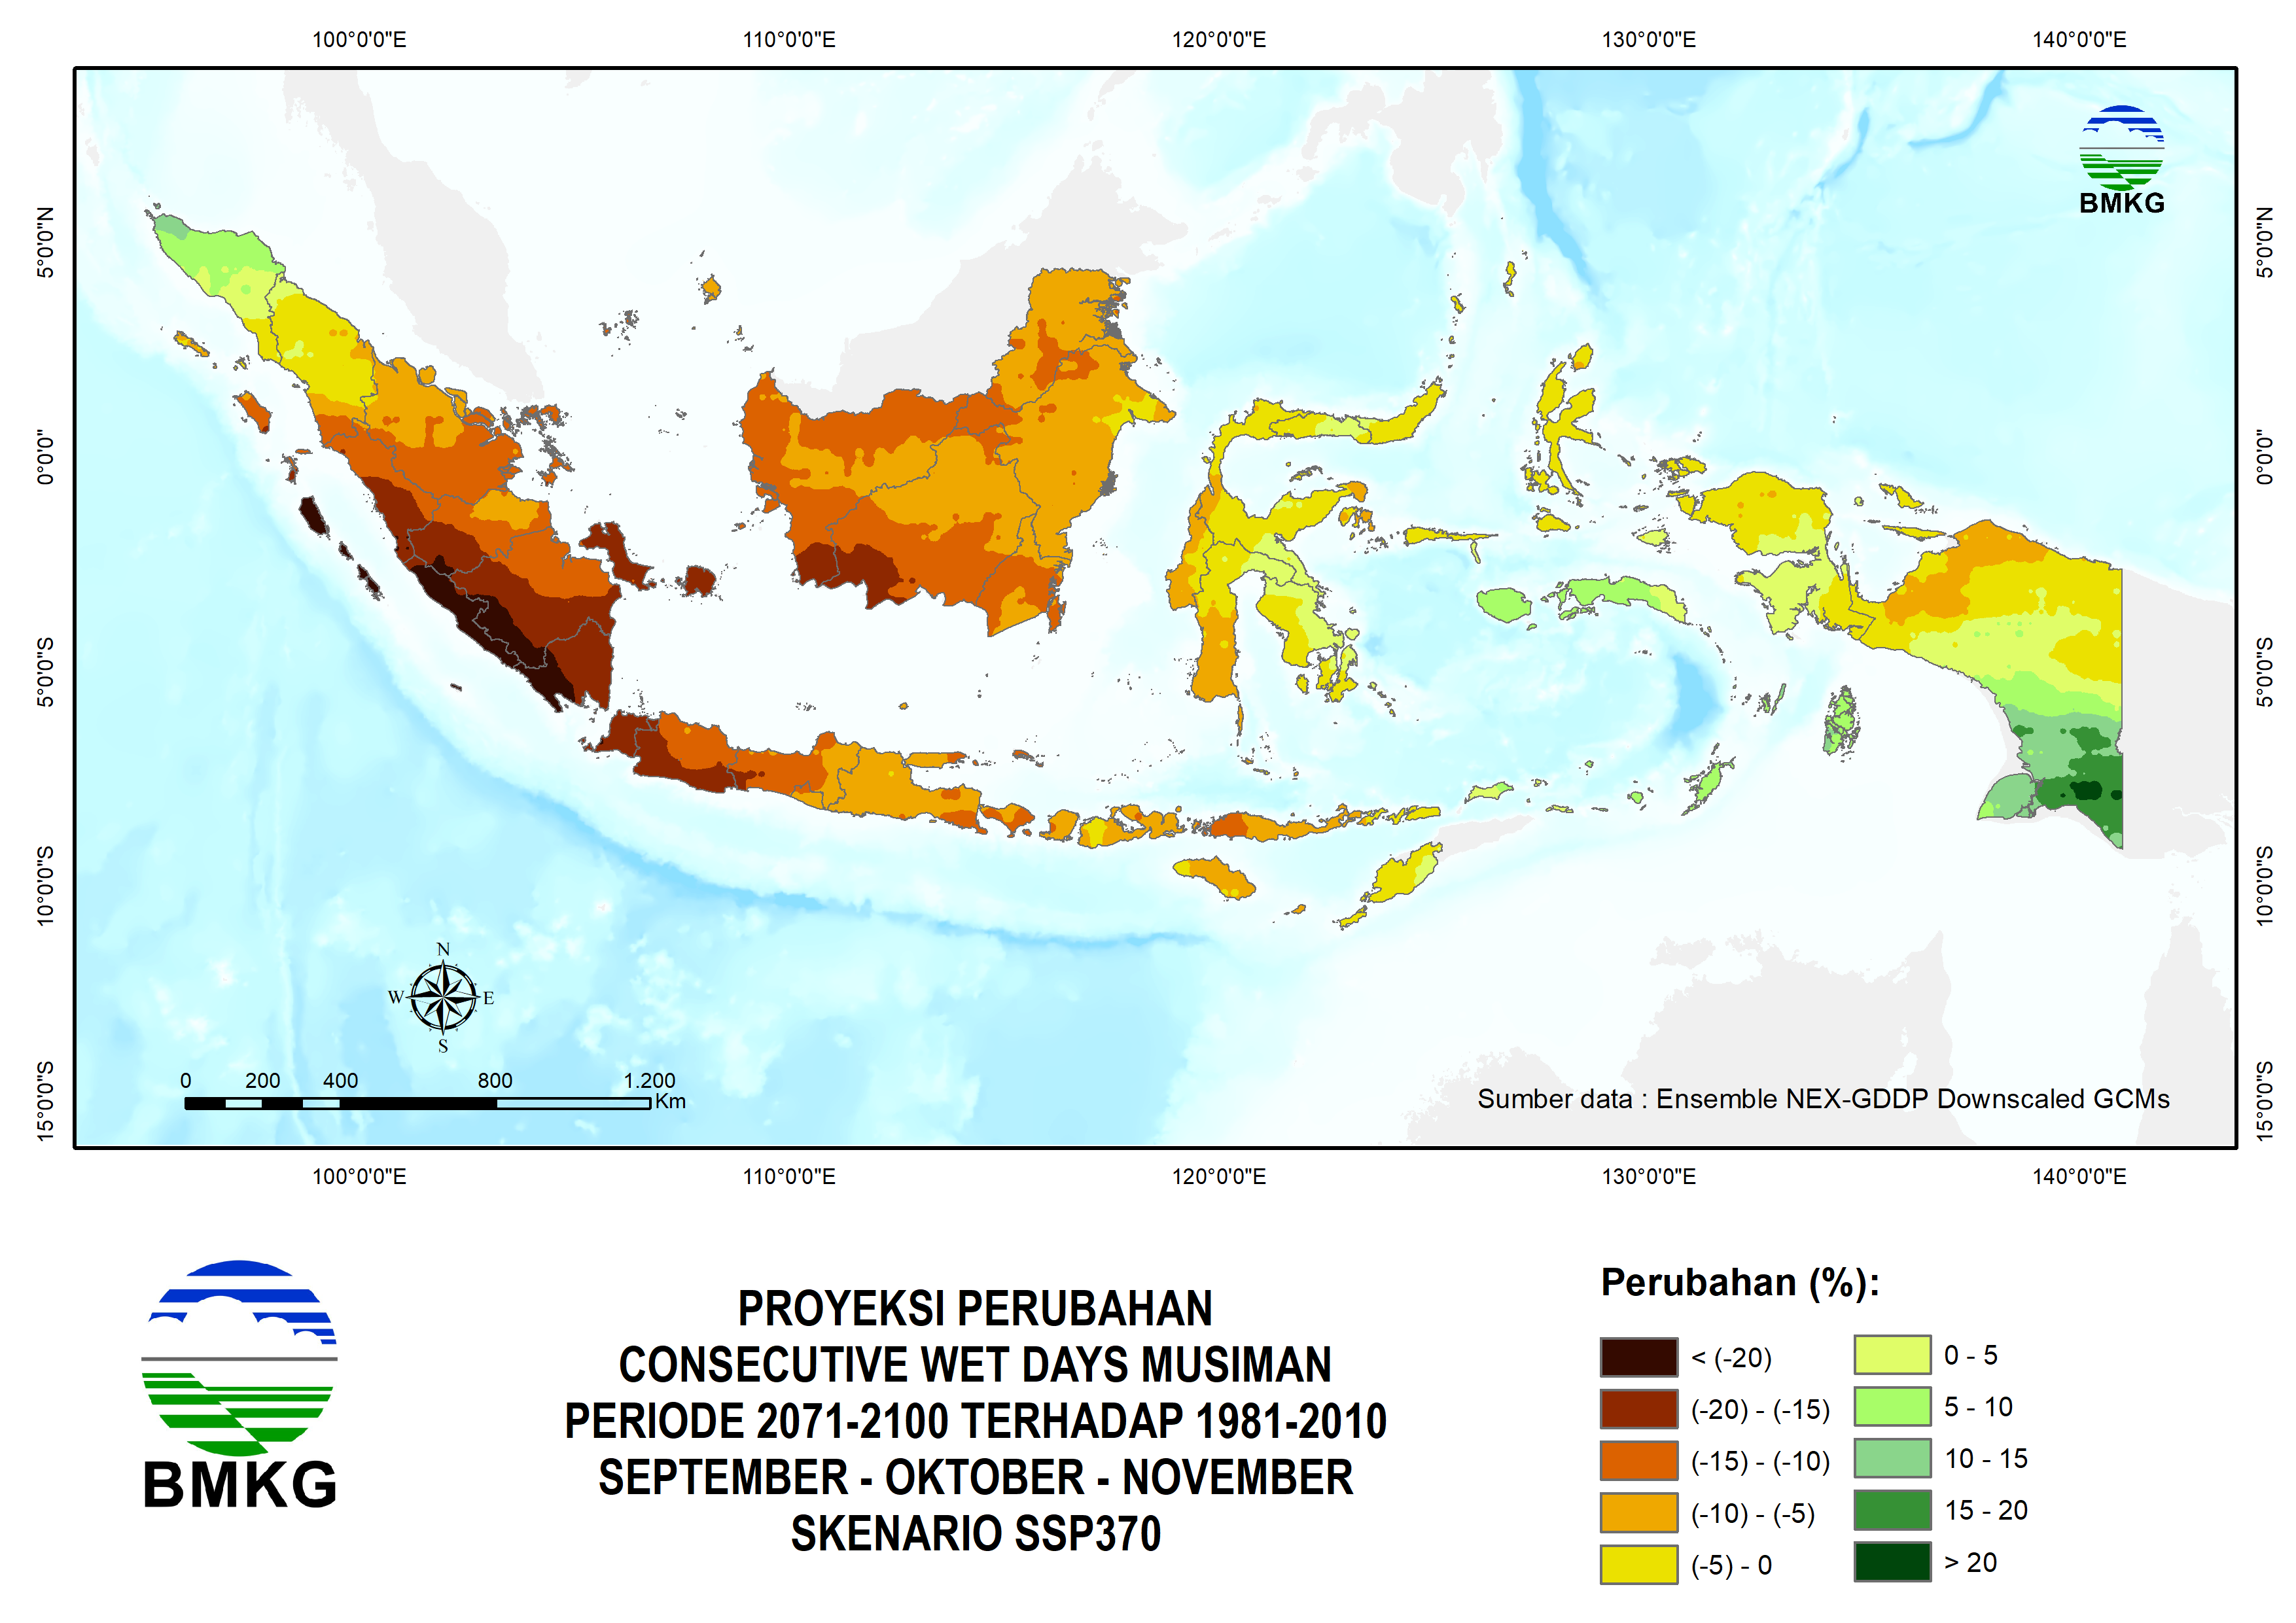 100°0'0"E 110°0'0"E 120°0'0"E 130°0'0"E 140°0'0"E
BMKG
5°0'0"N 5°0'0"N
0°0'0" 0°0'0"
5°0'0"S 5°0'0"S
10°0'0"S 10°0'0"S
15°0'0"S 15°0'0"S
N
W E
S
0 200 400 800 1.200
Km
Sumber data : Ensemble NEX-GDDP Downscaled GCMs
100°0'0"E 110°0'0"E 120°0'0"E 130°0'0"E 140°0'0"E
BMKG
PROYEKSI PERUBAHAN
CONSECUTIVE WET DAYS MUSIMAN
PERIODE 2071-2100 TERHADAP 1981-2010
SEPTEMBER - OKTOBER - NOVEMBER
SKENARIO SSP370
Perubahan (%):
< (-20)
(-20) - (-15)
(-15) - (-10)
(-10) - (-5)
(-5) - 0
0 - 5
5 - 10
10 - 15
15 - 20
> 20